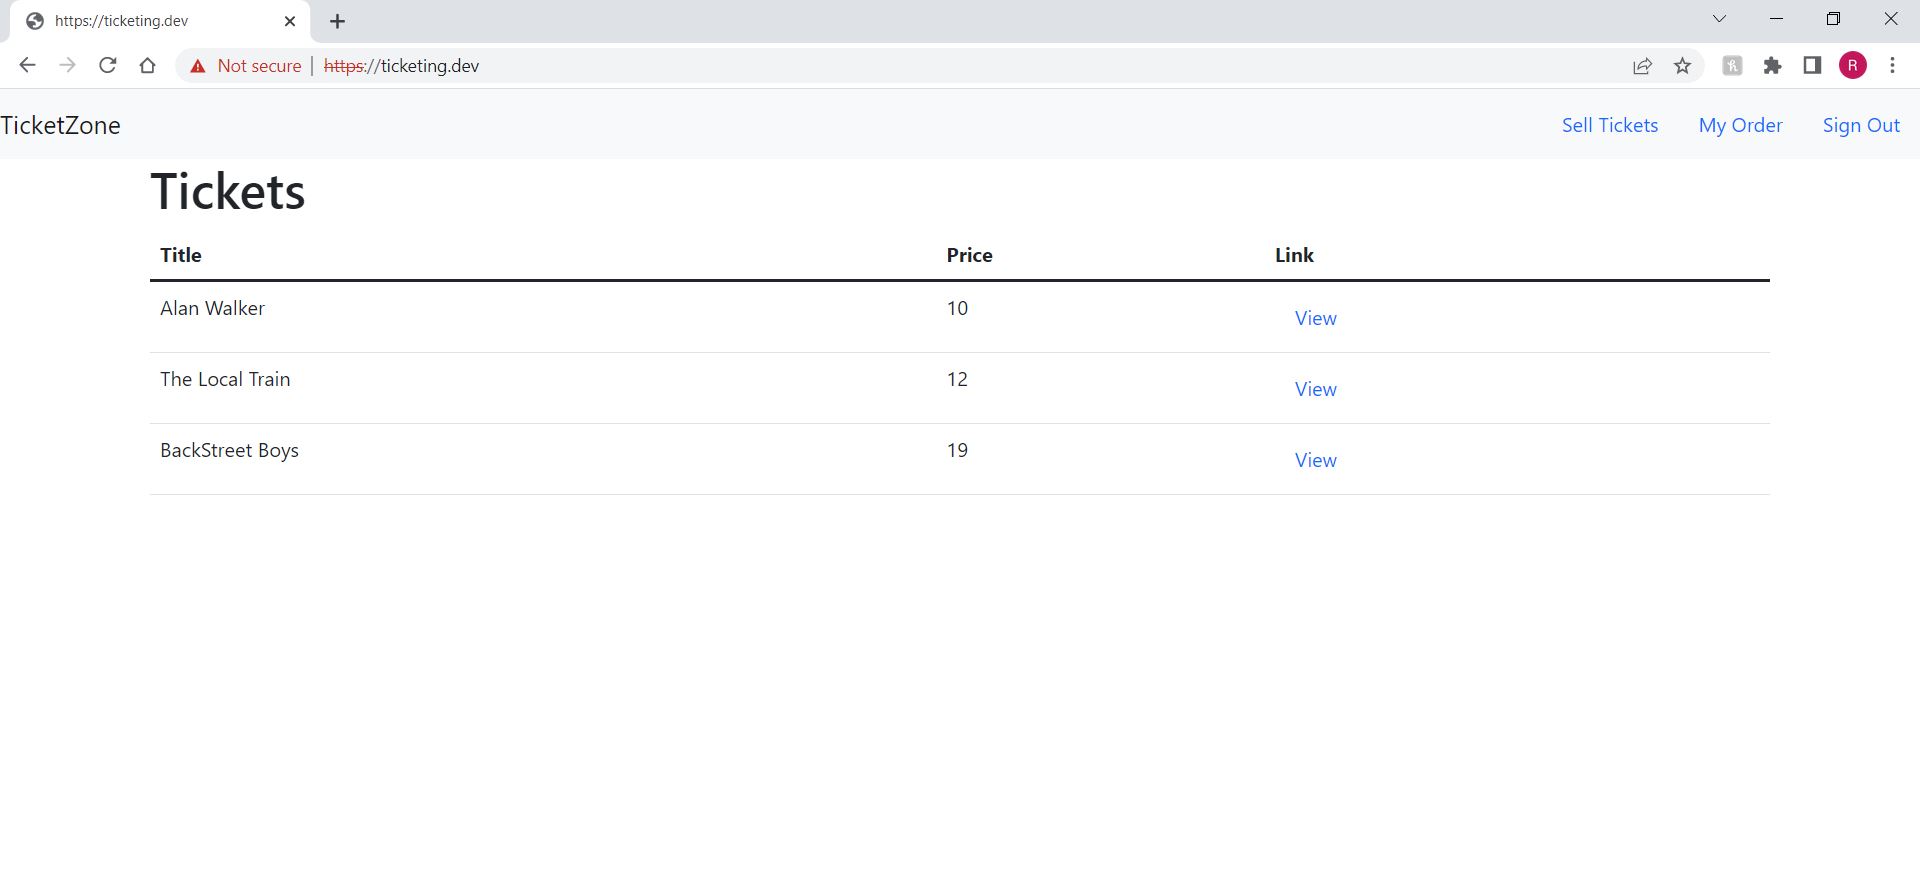 https://ticketing.dev
Not secure | https://ticketing.dev
R
TicketZone Sell Tickets My Order Sign Out
Tickets
Title Price Link
Alan Walker 10 View
The Local Train 12 View
BackStreet Boys 19 View